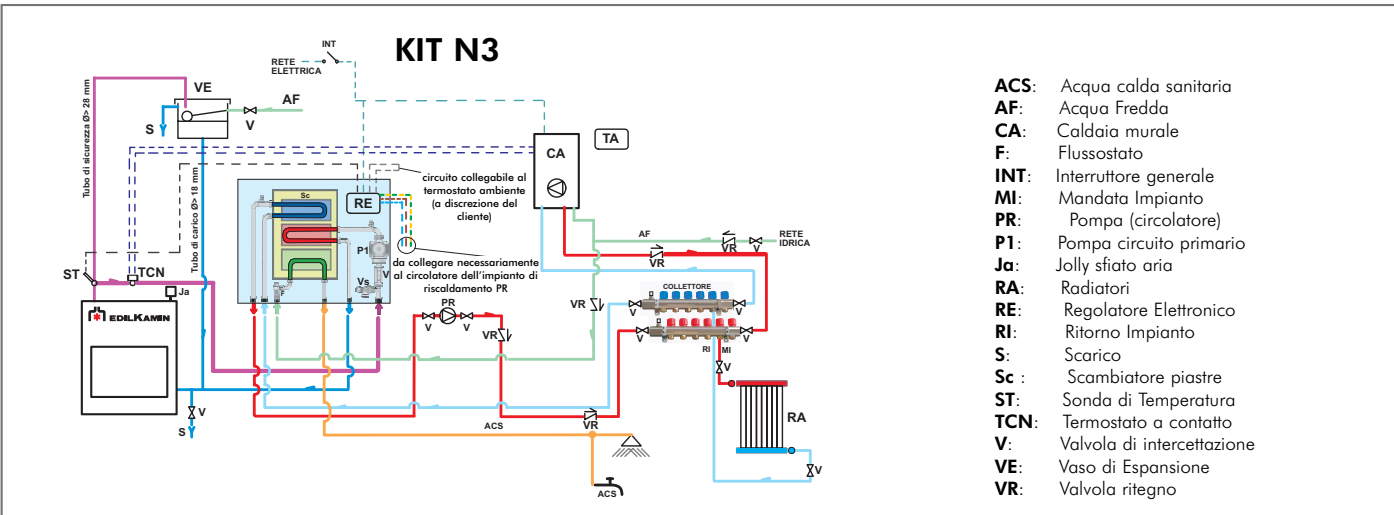 KIT N3
INT
RETE
ELETTRICA
VE
AF
S
V
Tubo di sicurezza Ø> 28 mm
Tubo di carico Ø> 18 mm
CA
TA
Sc
RE
circuito collegabile al
termostato ambiente
(a discrezione del
cliente)
P1
V
Vs
F
da collegare necessariamente
al circolatore dell'impianto di
riscaldamento PR
AF
VR
V
RETE
IDRICA
VR
ST
TCN
Ja
EDILKAMIN
COLLETTORE
V
V
VR
PR
V
V
VR
V
V
RI
MI
V
RA
V
V
S
ACS
VR
ACS
ACS: Acqua calda sanitaria
AF: Acqua Fredda
CA: Caldaia murale
F: Flussostato
INT: Interruttore generale
MI: Mandata Impianto
PR: Pompa (circolatore)
P1: Pompa circuito primario
Ja: Jolly sfiato aria
RA: Radiatori
RE: Regolatore Elettronico
RI: Ritorno Impianto
S: Scarico
Sc : Scambiatore piastre
ST: Sonda di Temperatura
TCN: Termostato a contatto
V: Valvola di intercettazione
VE: Vaso di Espansione
VR: Valvola ritegno